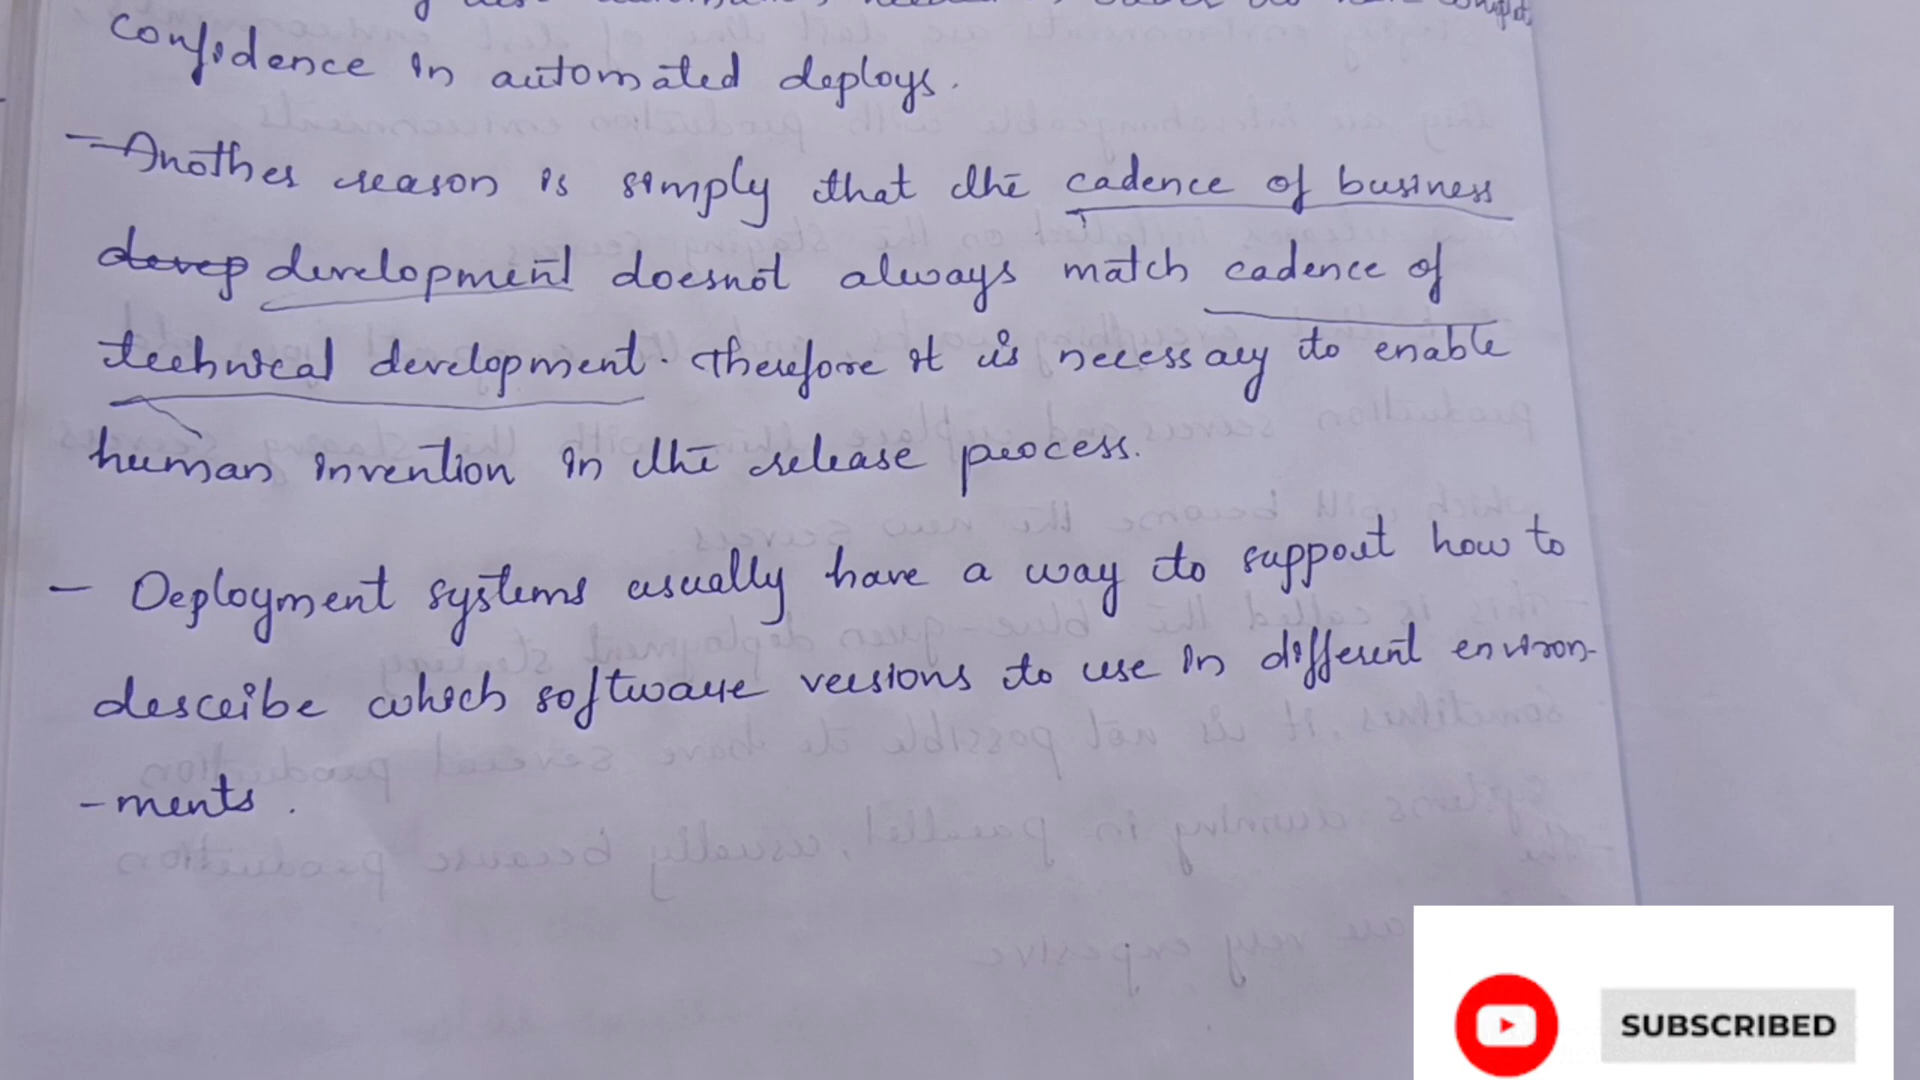 confidence in automated deploys.
- Another reason is simply that the cadence of business
devep development doesnot always match cadence of
technical development. Therefore it is necessary to enable
human invention in the release process.
- Deployment systems usually have a way to support how to
describe which software versions to use in different environ-
-ments.
SUBSCRIBED